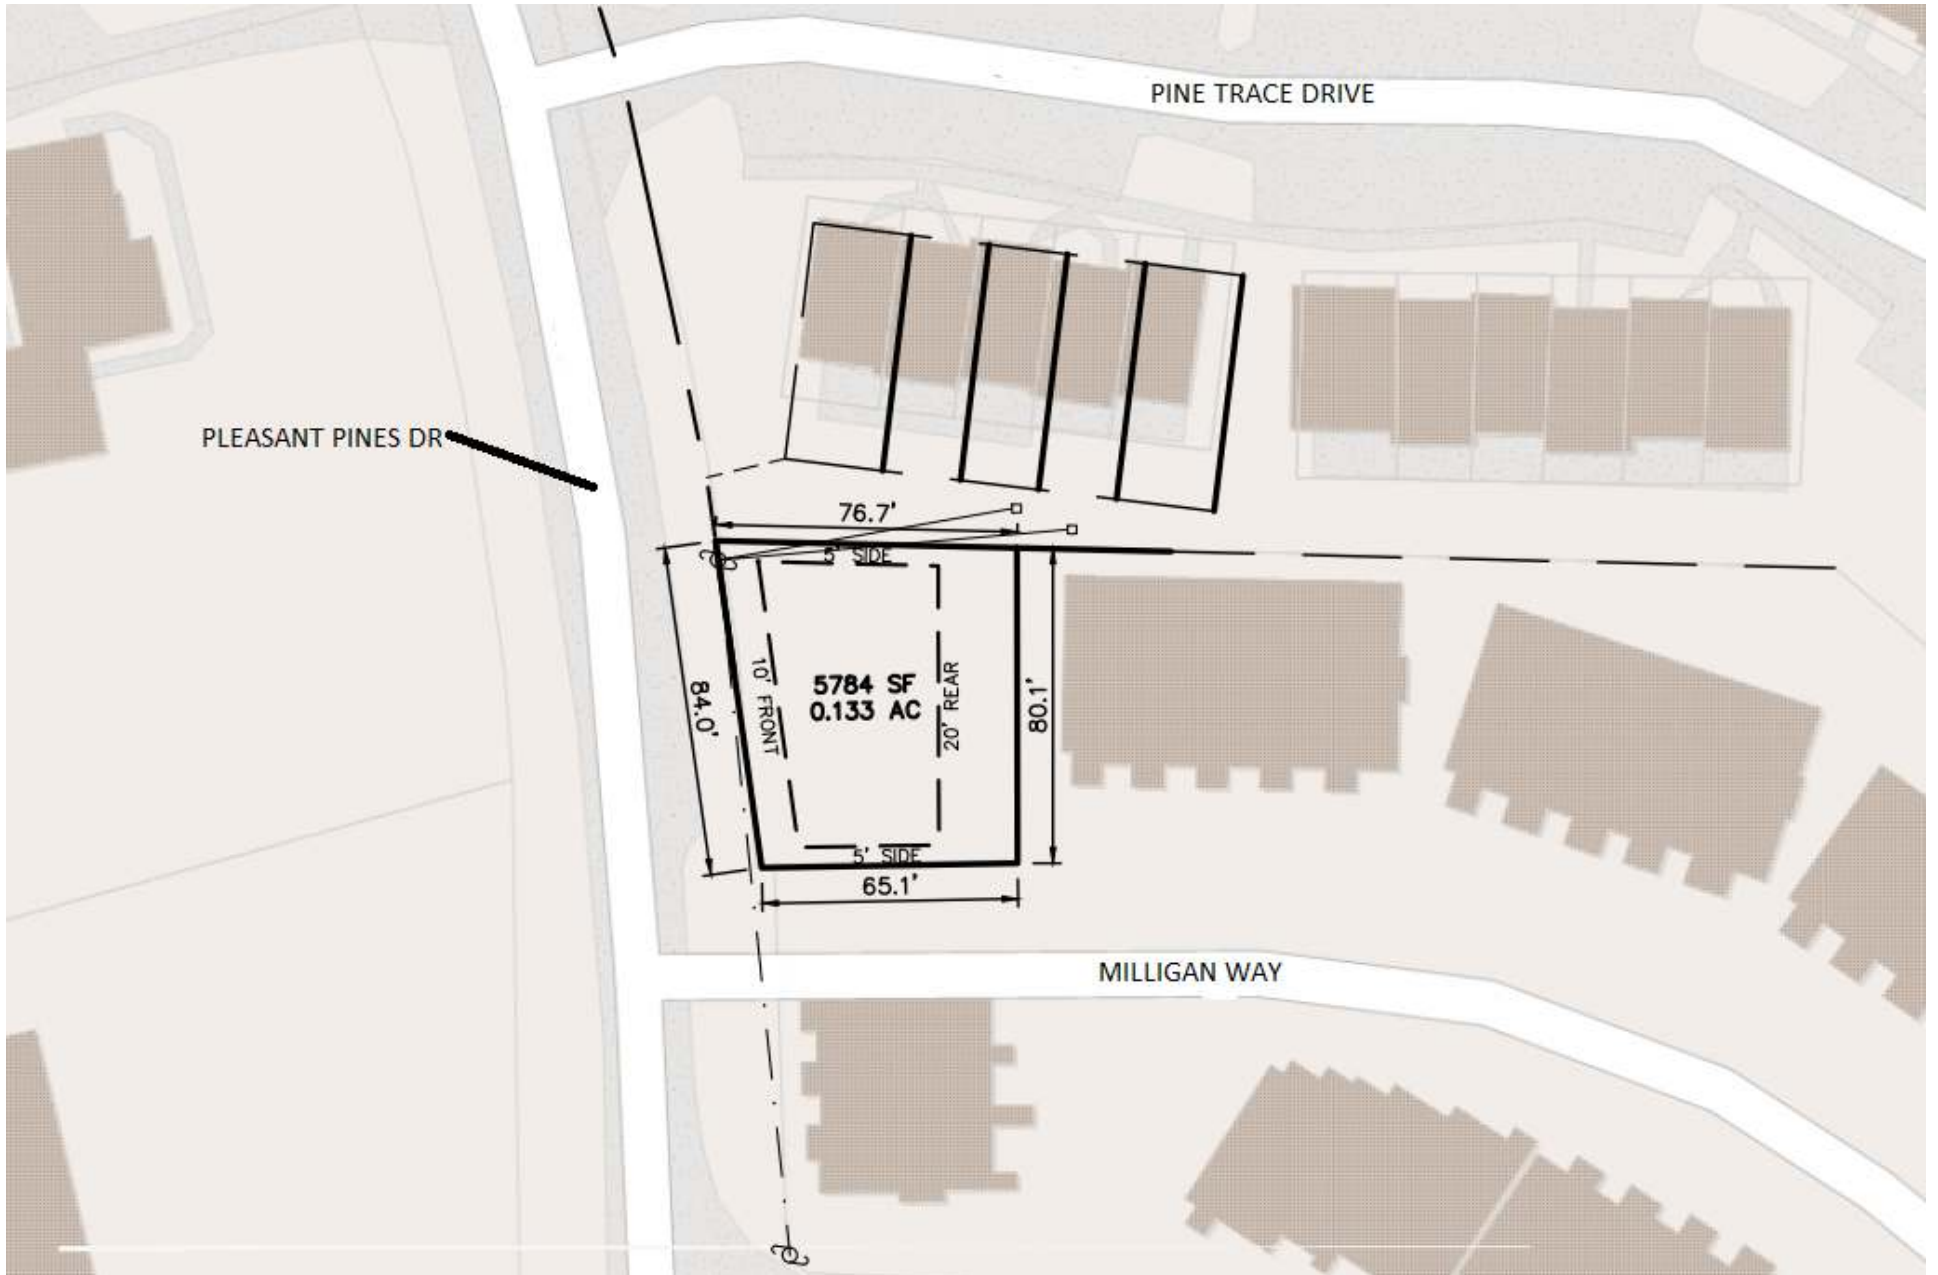 PINE TRACE DRIVE
PLEASANT PINES DR
76.7'
5' SIDE
84.0'
10' FRONT
5784 SF
0.133 AC
20' REAR
80.1'
5' SIDE
65.1'
MILLIGAN WAY